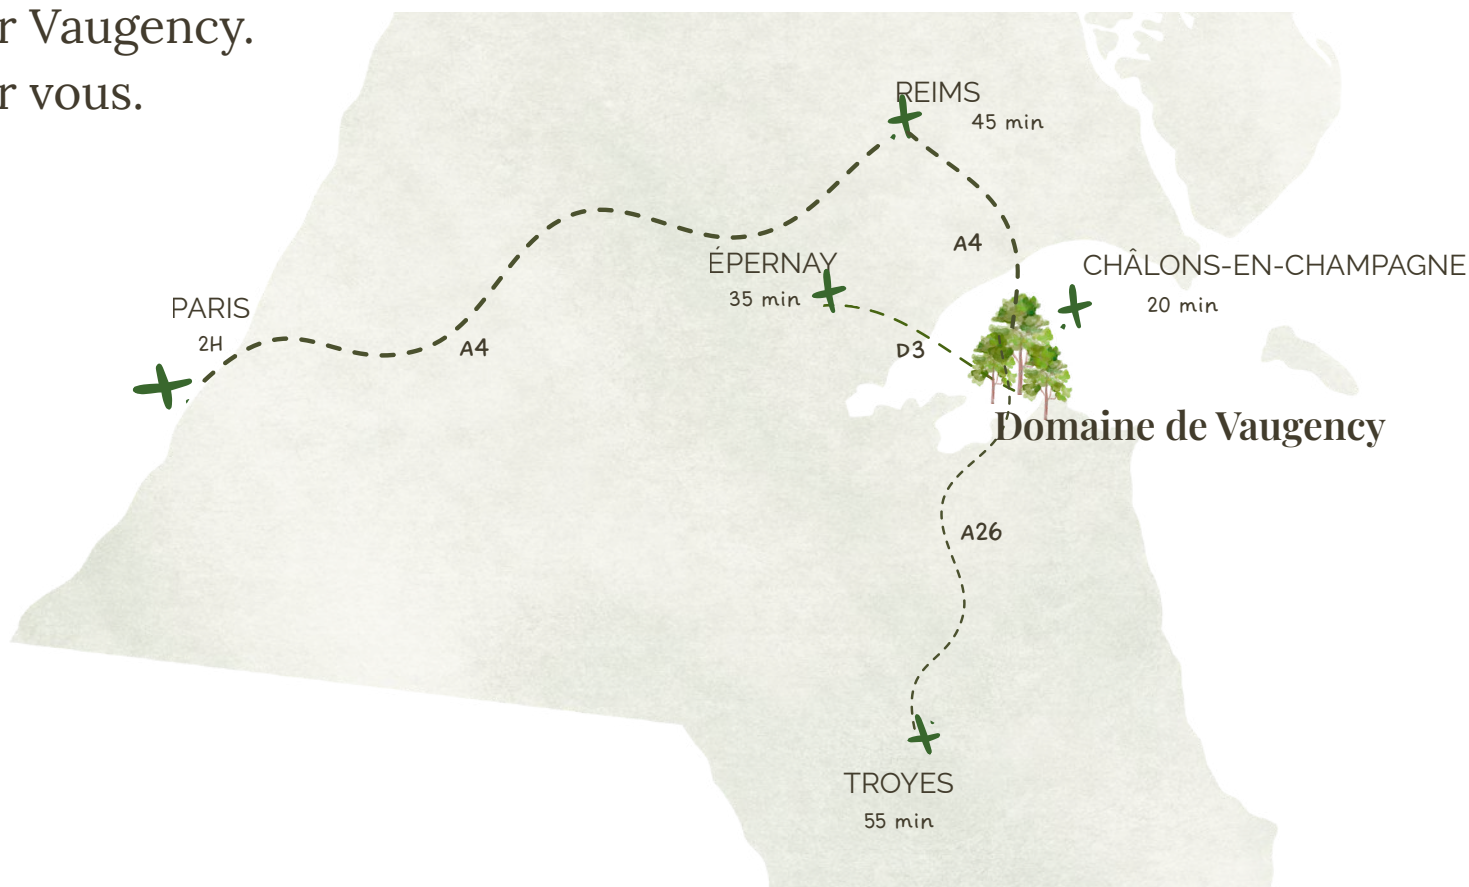 r Vaugency.
r vous.
REIMS
45 min
A4
ÉPERNAY
35 min
CHÂLONS-EN-CHAMPAGNE
20 min
PARIS
2H
A4
D3
Domaine de Vaugency
A26
TROYES
55 min